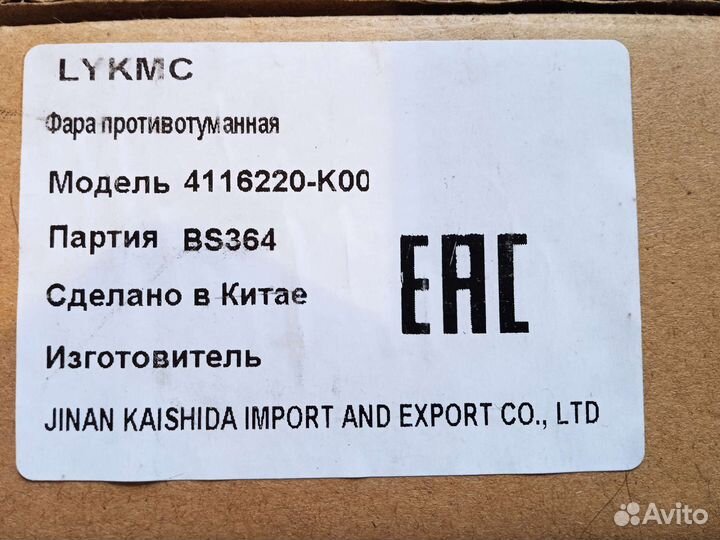 LYKMC
Фара противотуманная
Модель 4116220-K00
Партия BS364
Сделано в Китае
EAC
Изготовитель
JINAN KAISHIDA IMPORT AND EXPORT CO., LTD
Avito